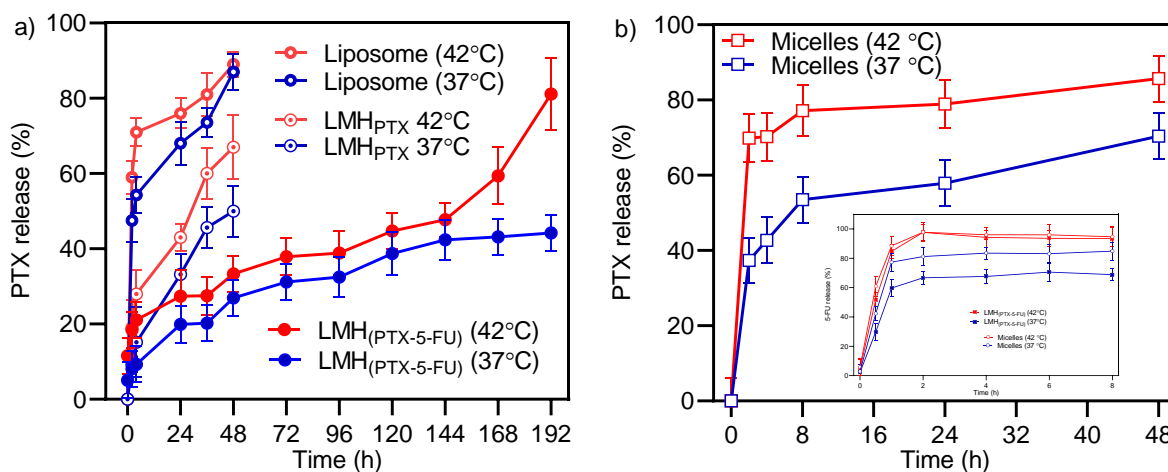 a)
PTX release (%)
100
80
60
40
20
0
0 24 48 72 96 120 144 168 192
Time (h)
Liposome (42°C)
Liposome (37°C)
LMHPTX 42°C
LMHPTX 37°C
LMH(PTX-5-FU) (42°C)
LMH(PTX-5-FU) (37°C)
b)
PTX release (%)
100
80
60
40
20
0
0 8 16 24 32 40 48
Time (h)
Micelles (42 °C)
Micelles (37 °C)
5-FU release (%)
100
80
60
40
20
0
0 2 4 6 8
Time (h)
LMH(PTX-5-FU) (42°C)
LMH(PTX-5-FU) (37°C)
Micelles (42 °C)
Micelles (37 °C)